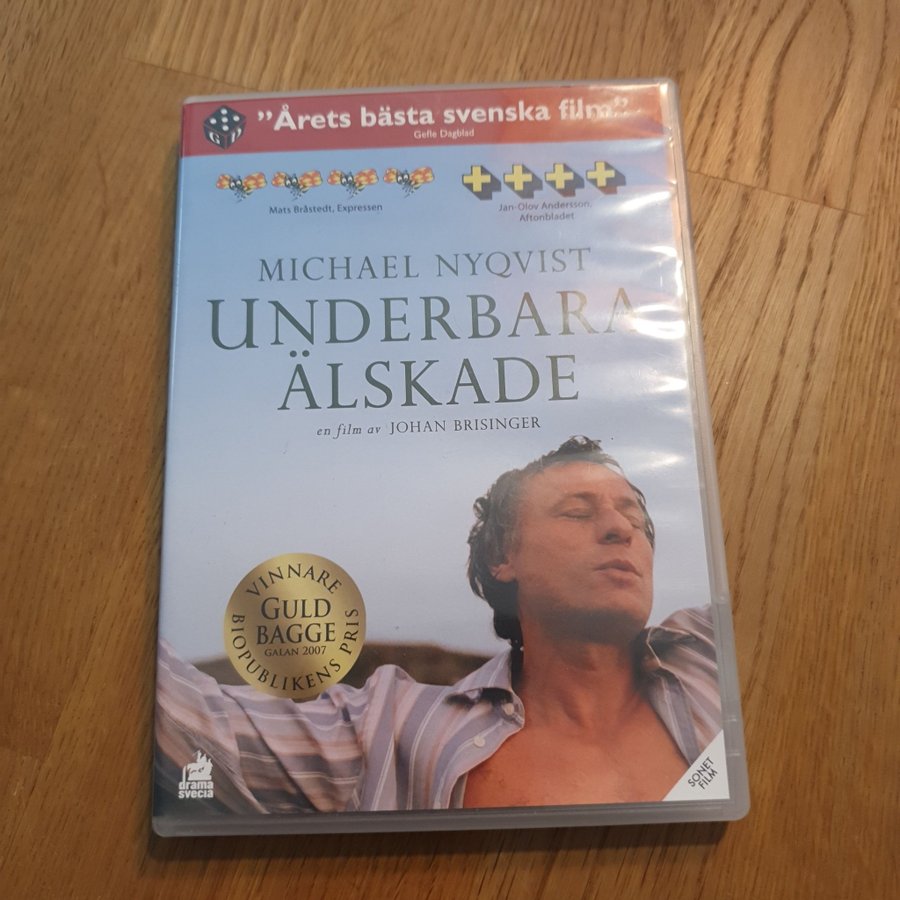 "Årets bästa svenska film"
Gefle Dagblad
G D
Mats Bråstedt, Expressen
Jan-Olov Andersson,
Aftonbladet
MICHAEL NYQVIST
UNDERBARA
ÄLSKADE
en film av JOHAN BRISINGER
VINNARE
GULD
BAGGE
GALAN 2007
BIOPUBLIKENS PRIS
drama
svecia
SONET
FILM